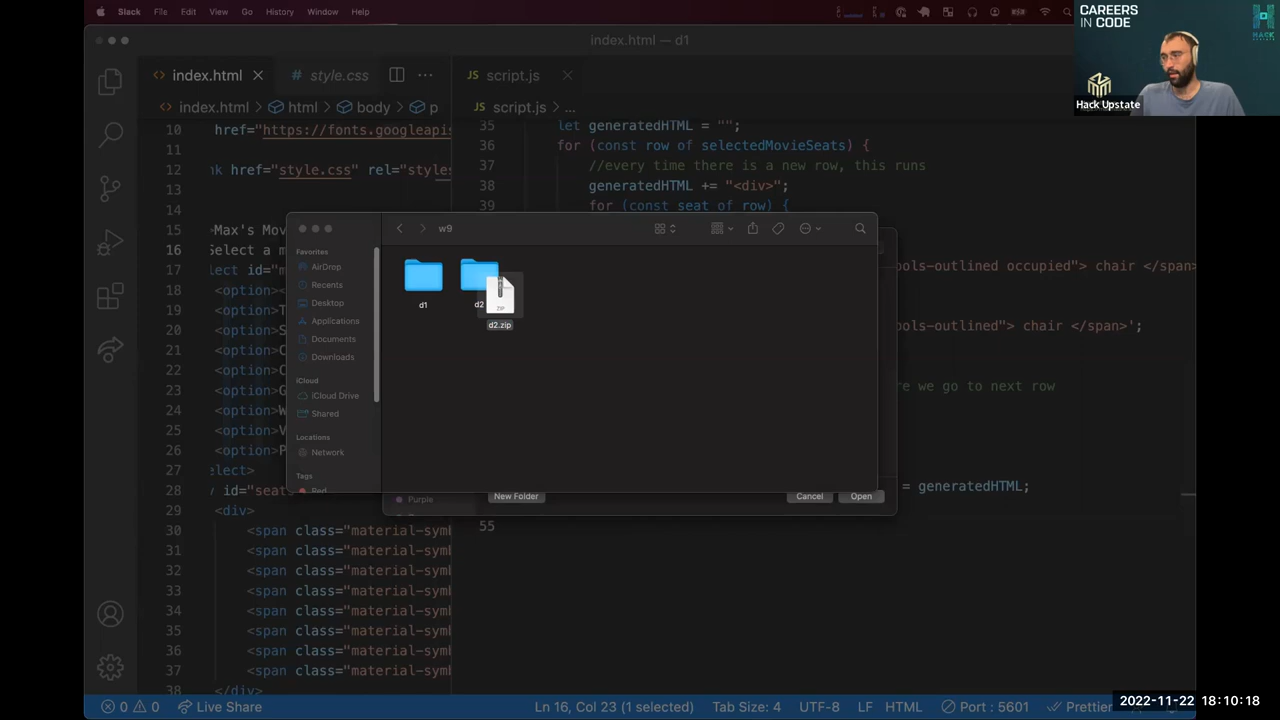 Slack File Edit View Go History Window Help
CAREERS
IN CODE
HACK
UPSTATE
Hack Upstate
index.html — d1
index.html
style.css
script.js
index.html > html > body > p
script.js > ...
10 href="https://fonts.googleapis
12 nk href="style.css" rel="styles
13
14
15 >Max's Mov
16 Select a m
17 lect id="m
18 <option>
19 <option>T
20 <option>S
21 <option>C
22 <option>C
23 <option>G
24 <option>W
25 <option>V
26 <option>P
27 elect>
28 y id="seats
29 <div>
30 <span class="material-symb
31 <span class="material-symb
32 <span class="material-symb
33 <span class="material-symb
34 <span class="material-symb
35 <span class="material-symb
36 <span class="material-symb
37 <span class="material-symb
38 </div>
35 let generatedHTML = "";
36 for (const row of selectedMovieSeats) {
37 //every time there is a new row, this runs
38 generatedHTML += "<div>";
39 for (const seat of row) {
ols-outlined occupied"> chair </span>
ols-outlined"> chair </span>';
re we go to next row
= generatedHTML;
55
w9
Favorites
AirDrop
Recents
Desktop
Applications
Documents
Downloads
iCloud
iCloud Drive
Shared
Locations
Network
Tags
Red
d1
d2
ZIP
d2.zip
Purple
New Folder
Cancel
Open
0 0 Live Share
Ln 16, Col 23 (1 selected) Tab Size: 4 UTF-8 LF HTML Port : 5601 Prettier
2022-11-22 18:10:18